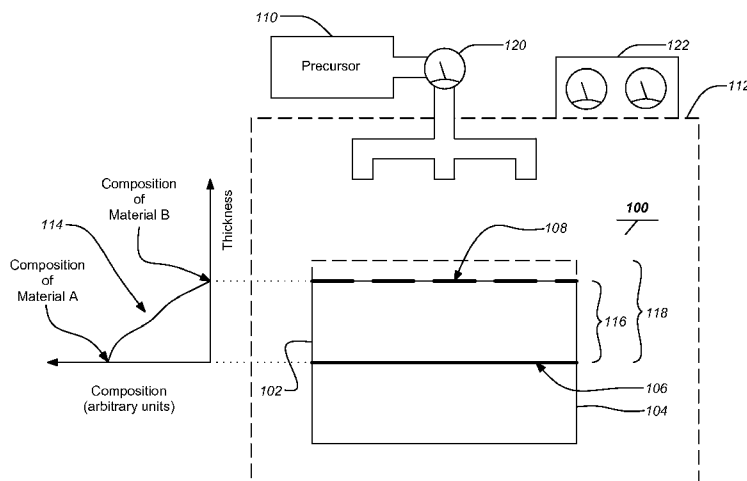 110
Precursor
120
122
112
Composition
of
Material B
114
Composition
of
Material A
Thickness
100
108
116
118
102
106
104
Composition
(arbitrary units)